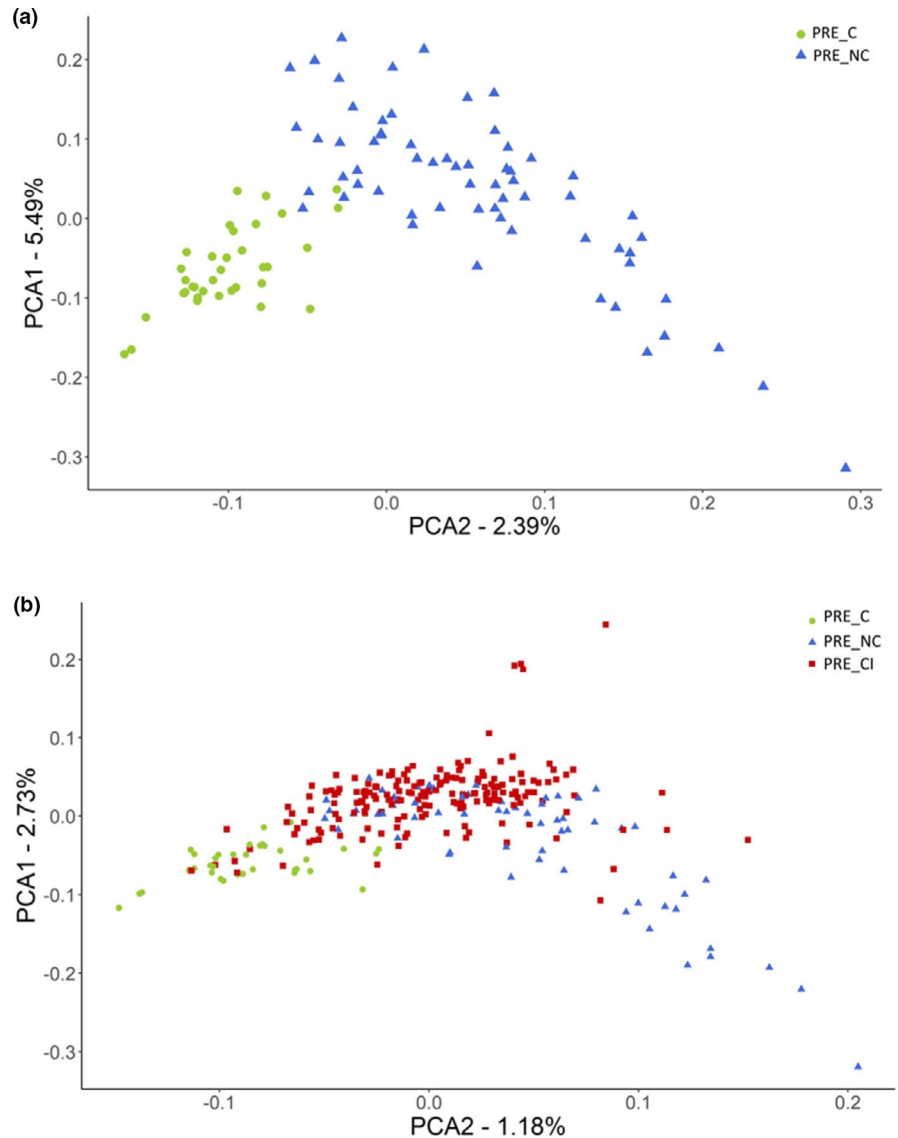 (a)
PRE_C
PRE_NC
0.2
0.1
0.0
-0.1
-0.2
-0.3
PCA1 - 5.49%
-0.1
0.0
0.1
0.2
0.3
PCA2 - 2.39%
(b)
PRE_C
PRE_NC
PRE_CI
0.2
0.1
0.0
-0.1
-0.2
-0.3
PCA1 - 2.73%
-0.1
0.0
0.1
0.2
PCA2 - 1.18%